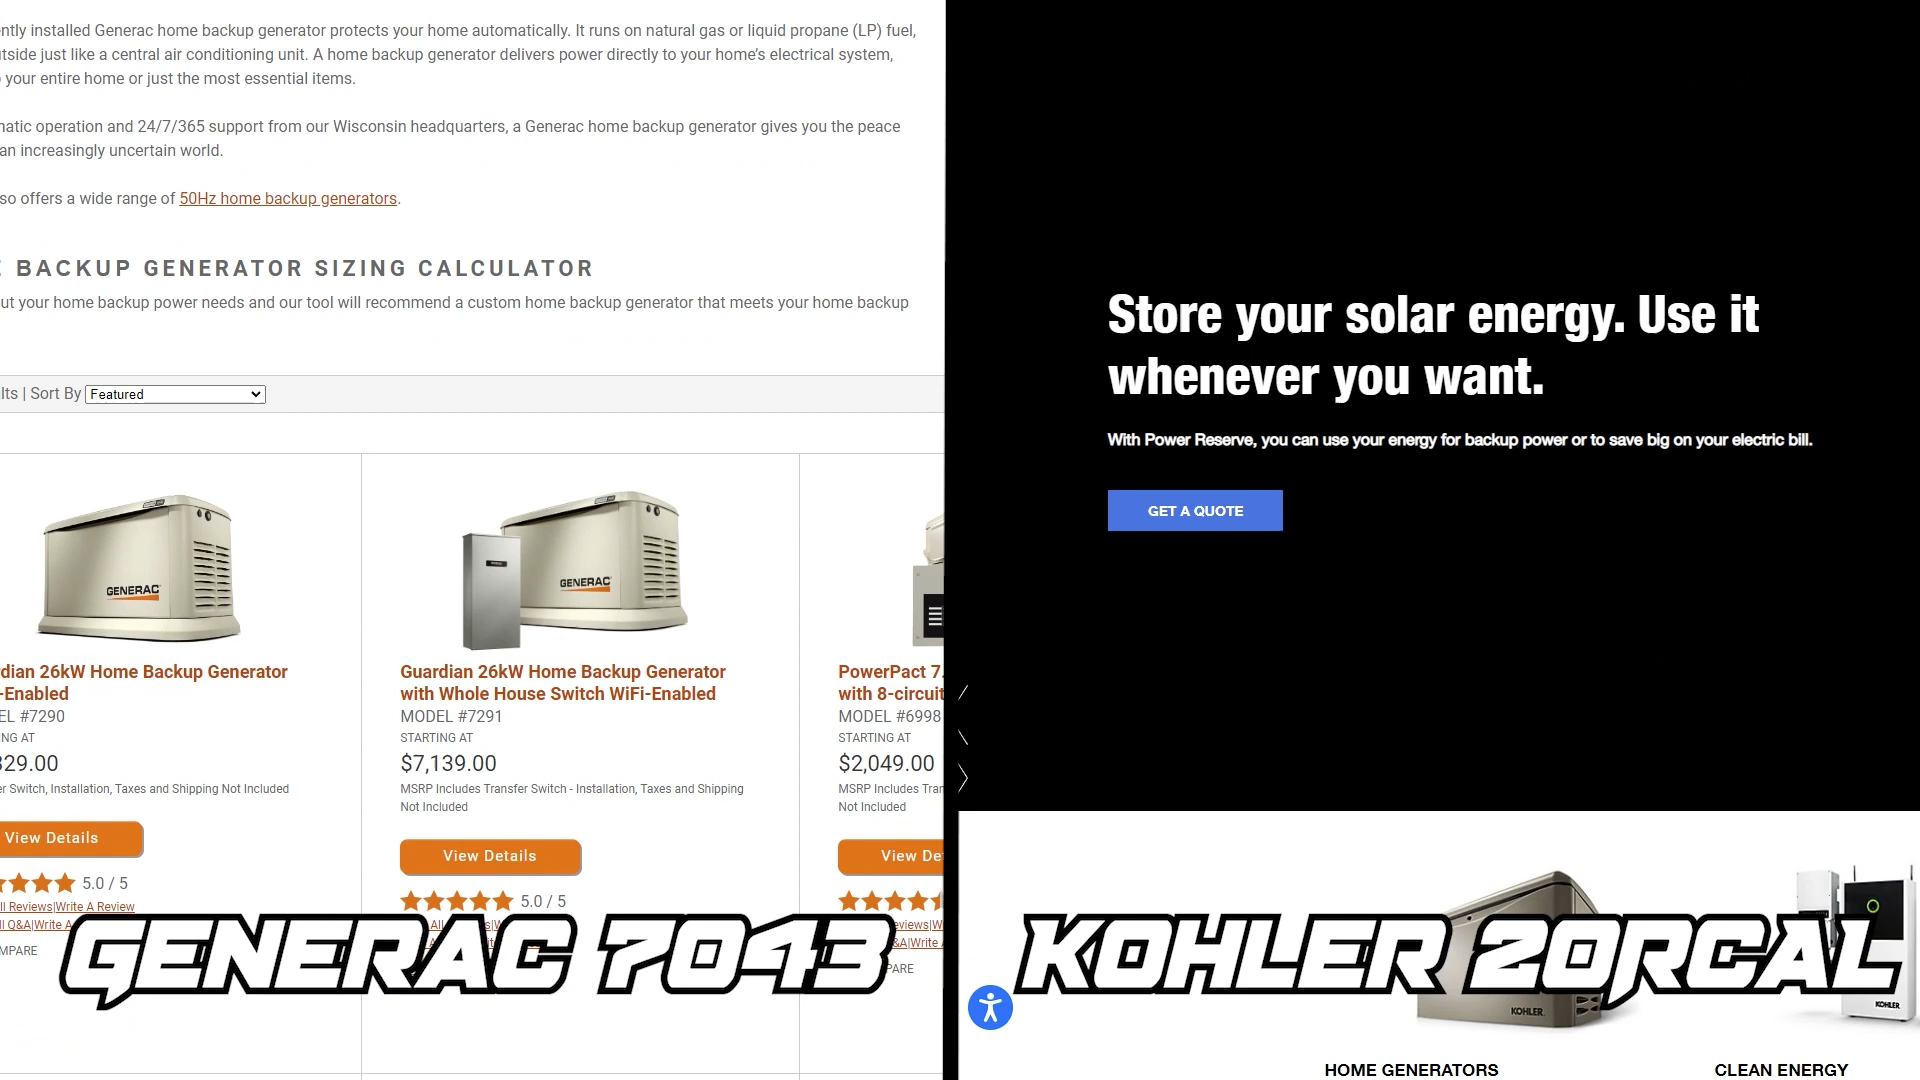 ntly installed Generac home backup generator protects your home automatically. It runs on natural gas or liquid propane (LP) fuel,
tside just like a central air conditioning unit. A home backup generator delivers power directly to your home's electrical system,
your entire home or just the most essential items.
natic operation and 24/7/365 support from our Wisconsin headquarters, a Generac home backup generator gives you the peace
an increasingly uncertain world.
so offers a wide range of 50Hz home backup generators.
BACKUP GENERATOR SIZING CALCULATOR
ut your home backup power needs and our tool will recommend a custom home backup generator that meets your home backup
lts | Sort By Featured
GENERAC
dian 26kW Home Backup Generator
-Enabled
EL #7290
NG AT
329.00
er Switch, Installation, Taxes and Shipping Not Included
View Details
5.0 / 5
ll Reviews|Write A Review
ll Q&A|Write A
MPARE
GENERAC
Guardian 26kW Home Backup Generator
with Whole House Switch WiFi-Enabled
MODEL #7291
STARTING AT
$7,139.00
MSRP Includes Transfer Switch - Installation, Taxes and Shipping
Not Included
View Details
5.0 / 5
PowerPact 7.
with 8-circuit
MODEL #6998
STARTING AT
$2,049.00
MSRP Includes Tran
Not Included
View De
eviews|W
&A|Write A
PARE
GENERAC 7043
Store your solar energy. Use it
whenever you want.
With Power Reserve, you can use your energy for backup power or to save big on your electric bill.
GET A QUOTE
KOHLER 20RCAL
KOHLER.
KOHLER
HOME GENERATORS
CLEAN ENERGY